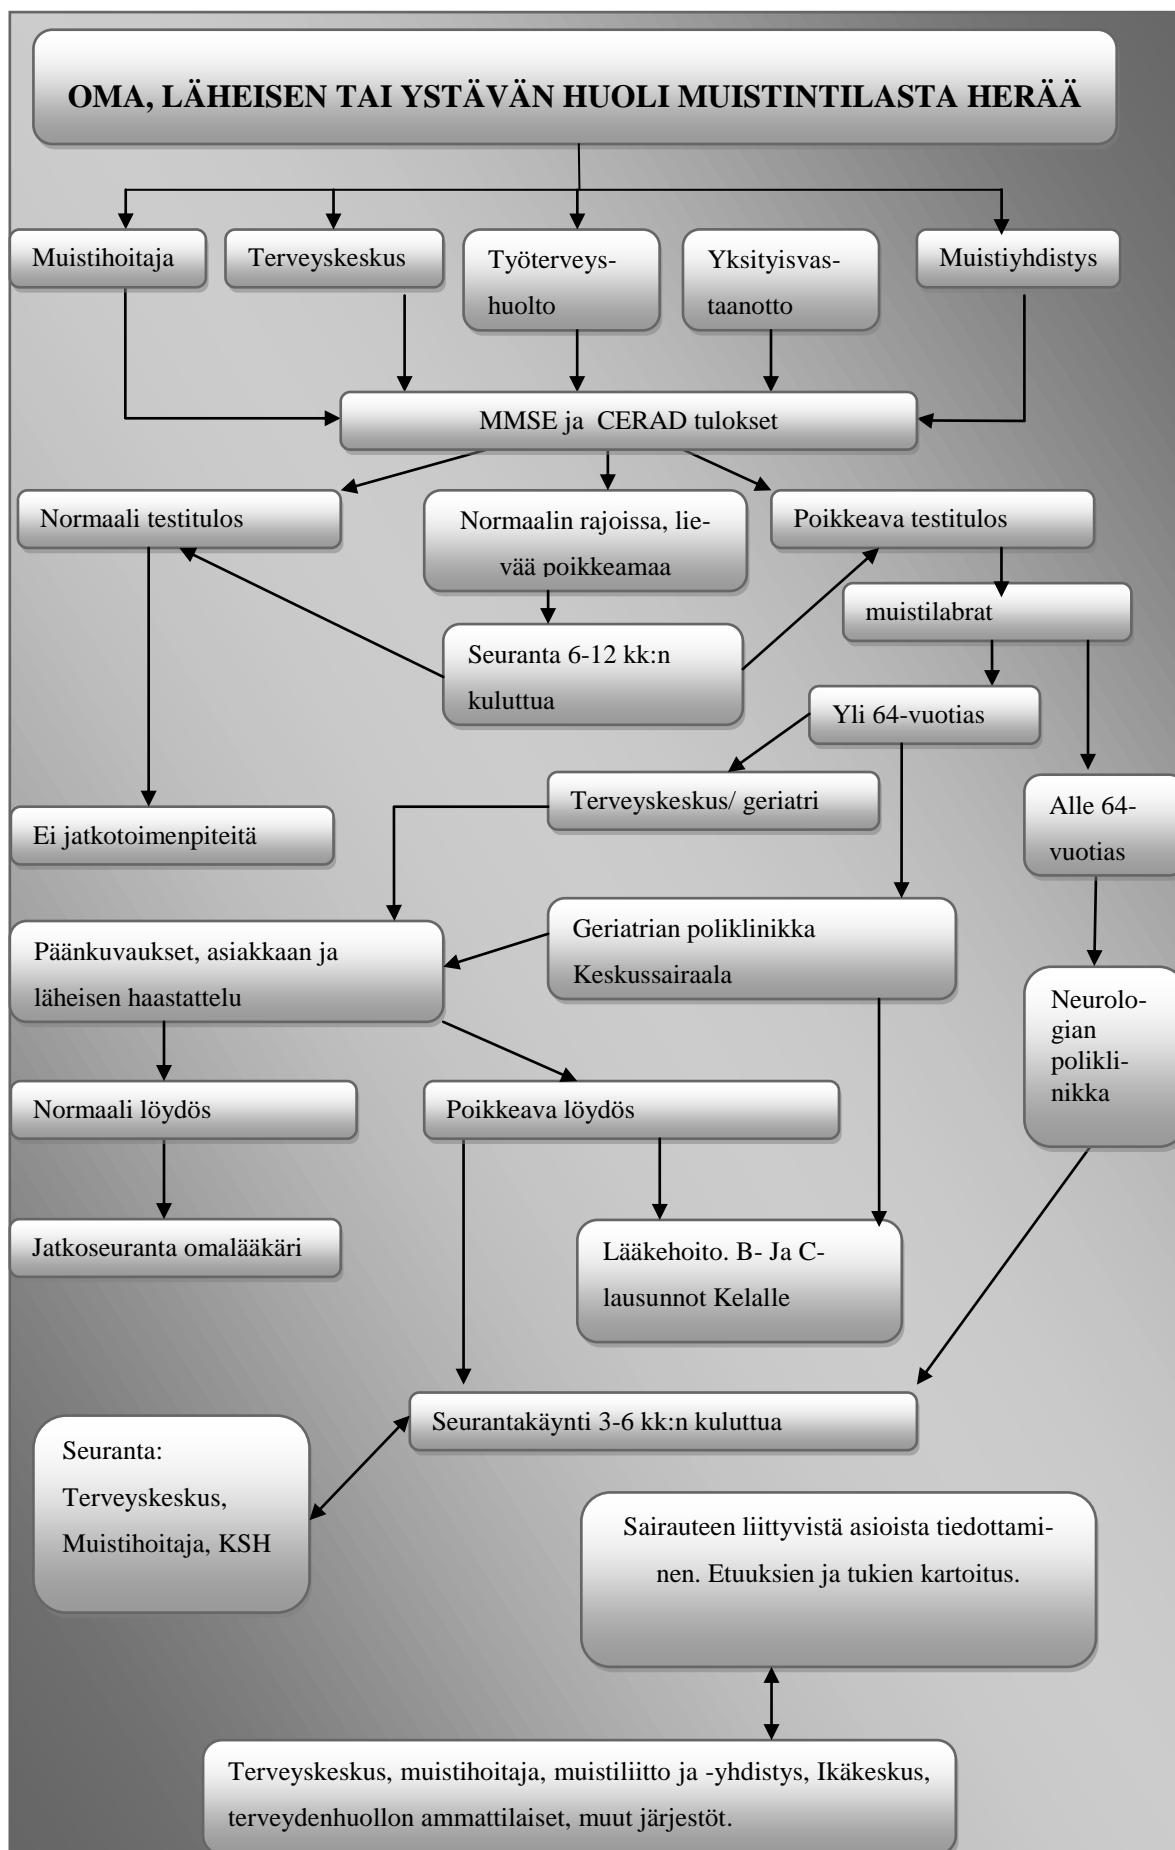 OMA, LÄHEISEN TAI YSTÄVÄN HUOLI MUISTINTILASTA HERÄÄ
Muistihoitaja
Terveyskeskus
Työterveys-
huolto
Yksityisvas-
taanotto
Muistiyhdistys
MMSE ja CERAD tulokset
Normaali testitulos
Normaalin rajoissa, lie-
vää poikkeamaa
Poikkeava testitulos
muistilabrat
Seuranta 6-12 kk:n
kuluttua
Yli 64-vuotias
Terveyskeskus/ geriatri
Alle 64-
vuotias
Ei jatkotoimenpiteitä
Päänkuvaukset, asiakkaan ja
läheisen haastattelu
Geriatrian poliklinikka
Keskussairaala
Neurolo-
gian
polikli-
nikka
Normaali löydös
Poikkeava löydös
Jatkoseuranta omalääkäri
Lääkehoito. B- Ja C-
lausunnot Kelalle
Seurantakäynti 3-6 kk:n kuluttua
Seuranta:
Terveyskeskus,
Muistihoitaja, KSH
Sairauteen liittyvistä asioista tiedottami-
nen. Etuuksien ja tukien kartoitus.
Terveyskeskus, muistihoitaja, muistiliitto ja -yhdistys, Ikäkeskus,
terveydenhuollon ammattilaiset, muut järjestöt.